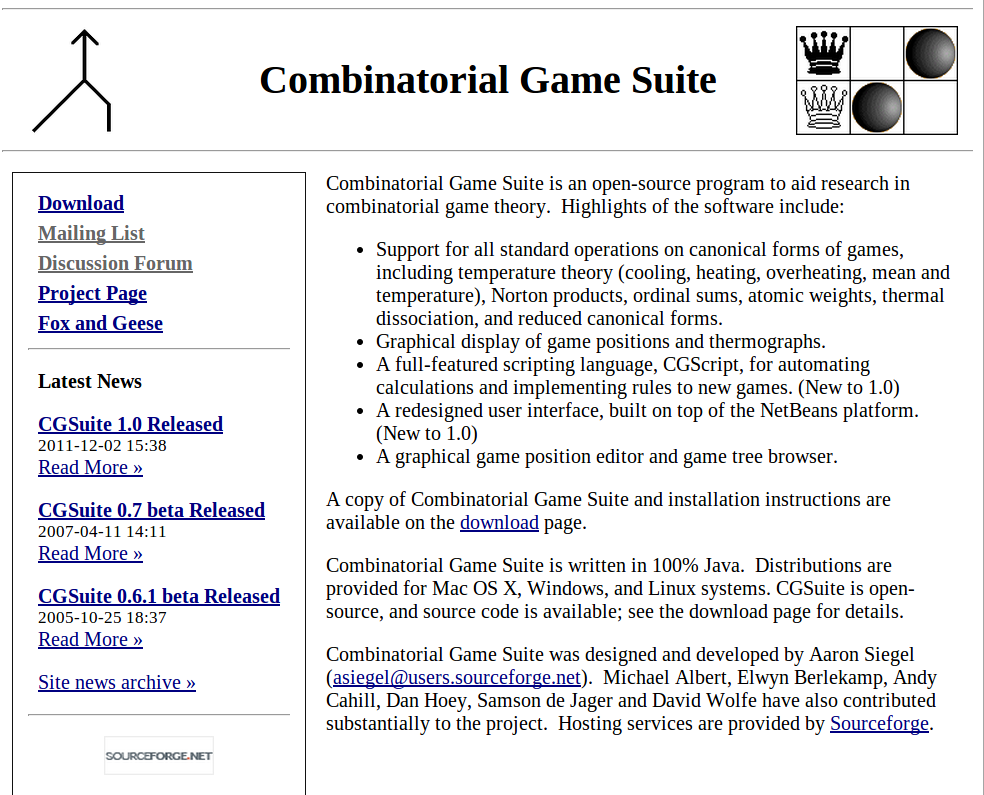 Combinatorial Game Suite
Download
Mailing List
Discussion Forum
Project Page
Fox and Geese
Latest News
CGSuite 1.0 Released
2011-12-02 15:38
Read More »
CGSuite 0.7 beta Released
2007-04-11 14:11
Read More »
CGSuite 0.6.1 beta Released
2005-10-25 18:37
Read More »
Site news archive »
SOURCEFORGE.NET
Combinatorial Game Suite is an open-source program to aid research in
combinatorial game theory.  Highlights of the software include:
• Support for all standard operations on canonical forms of games,
including temperature theory (cooling, heating, overheating, mean and
temperature), Norton products, ordinal sums, atomic weights, thermal
dissociation, and reduced canonical forms.
• Graphical display of game positions and thermographs.
• A full-featured scripting language, CGScript, for automating
calculations and implementing rules to new games. (New to 1.0)
• A redesigned user interface, built on top of the NetBeans platform.
(New to 1.0)
• A graphical game position editor and game tree browser.
A copy of Combinatorial Game Suite and installation instructions are
available on the download page.
Combinatorial Game Suite is written in 100% Java.  Distributions are
provided for Mac OS X, Windows, and Linux systems. CGSuite is open-
source, and source code is available; see the download page for details.
Combinatorial Game Suite was designed and developed by Aaron Siegel
(asiegel@users.sourceforge.net).  Michael Albert, Elwyn Berlekamp, Andy
Cahill, Dan Hoey, Samson de Jager and David Wolfe have also contributed
substantially to the project.  Hosting services are provided by Sourceforge.